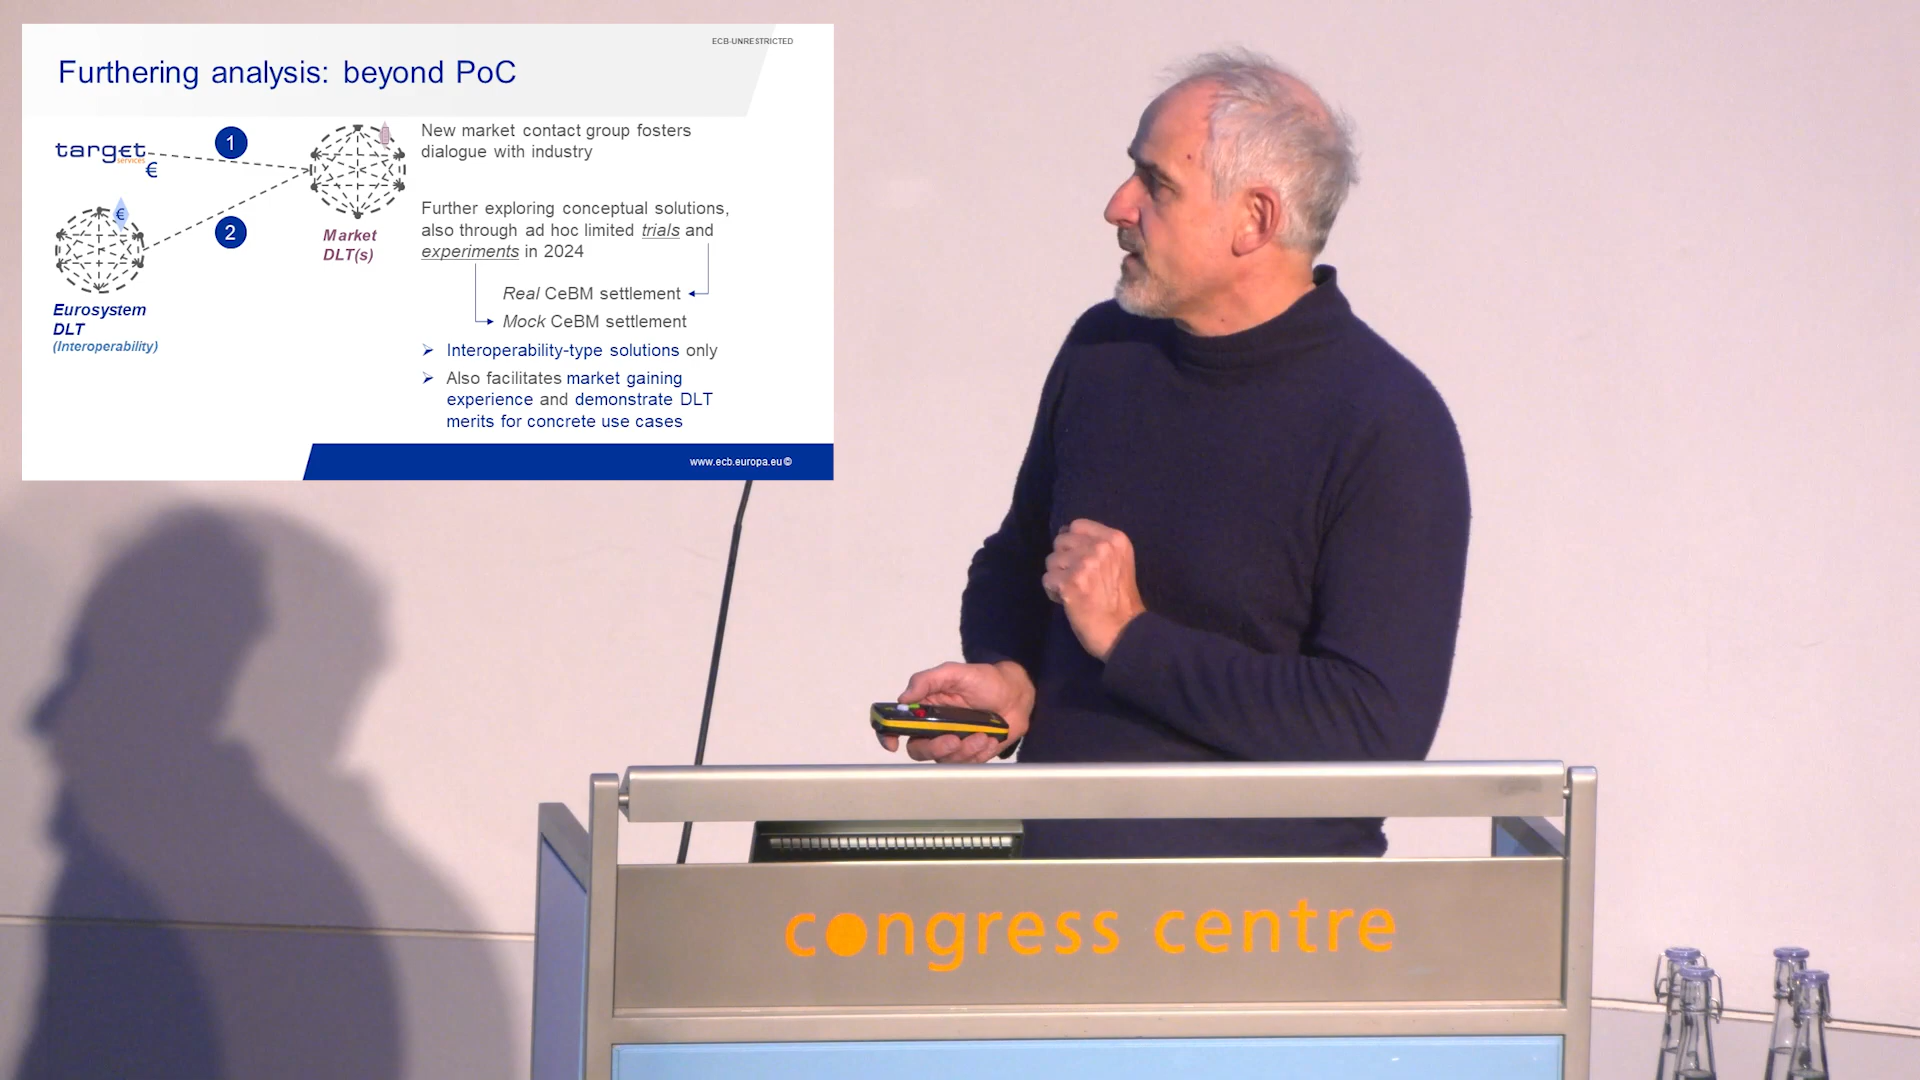 ECB-UNRESTRICTED
Furthering analysis: beyond PoC
target
services
€
1
2
€
Eurosystem
DLT
(Interoperability)
Market
DLT(s)
New market contact group fosters
dialogue with industry
Further exploring conceptual solutions,
also through ad hoc limited trials and
experiments in 2024
Real CeBM settlement
Mock CeBM settlement
➢ Interoperability-type solutions only
➢ Also facilitates market gaining
experience and demonstrate DLT
merits for concrete use cases
www.ecb.europa.eu ©
congress centre